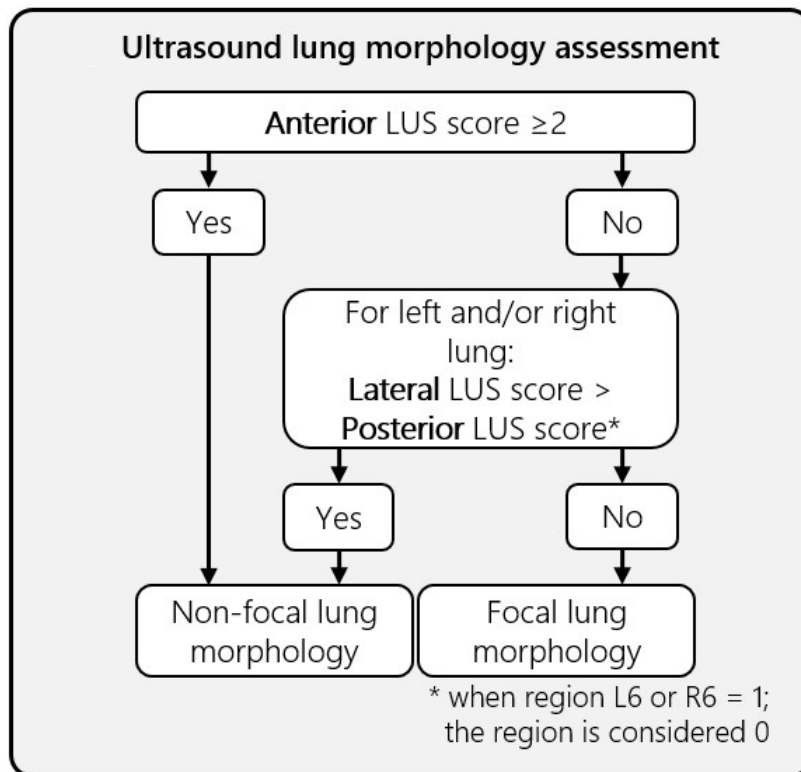 Ultrasound lung morphology assessment
Anterior LUS score ≥2
Yes
No
For left and/or right
lung:
Lateral LUS score >
Posterior LUS score*
Yes
No
Non-focal lung
morphology
Focal lung
morphology
* when region L6 or R6 = 1;
the region is considered 0